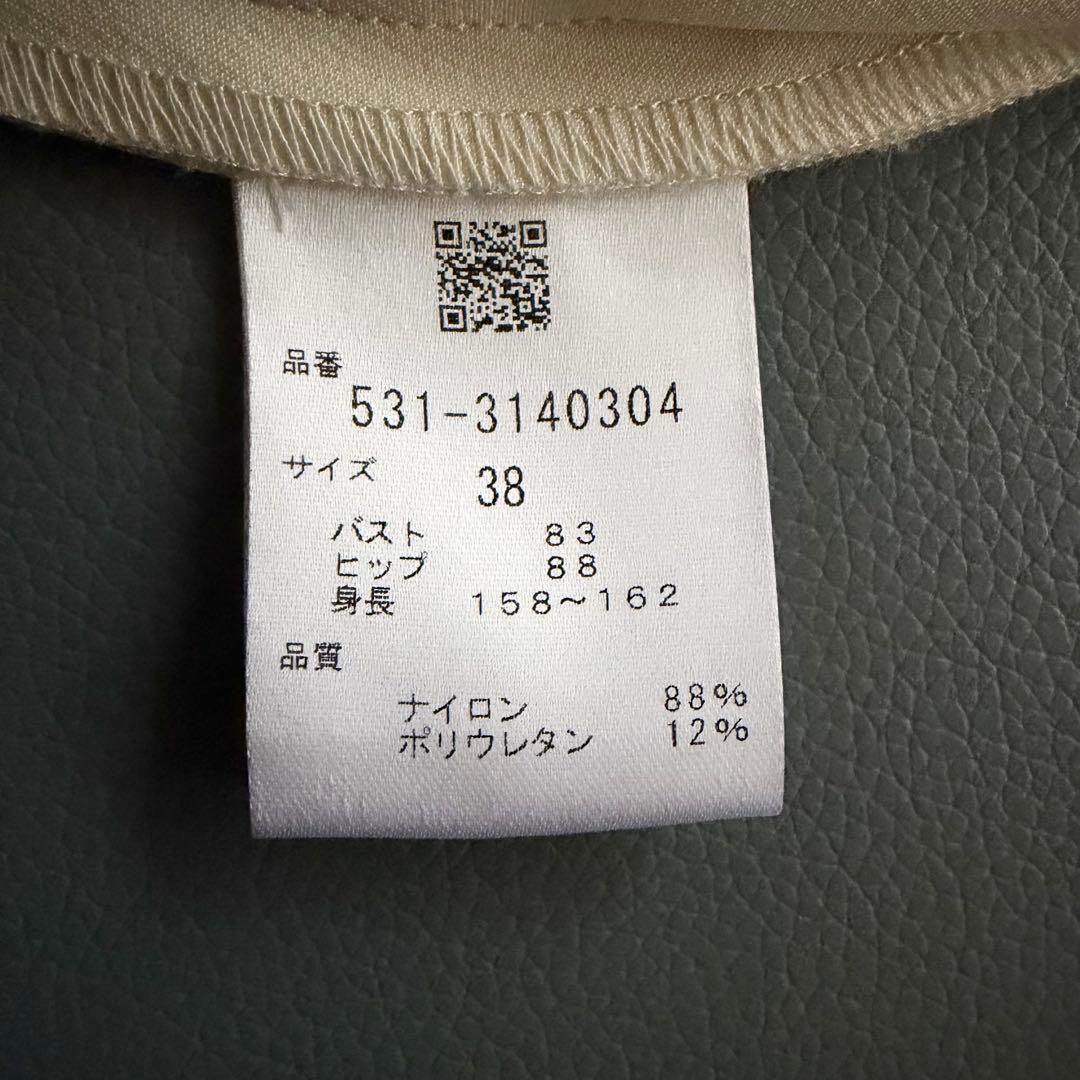 品番
531-3140304
サイズ 38
バスト 83
ヒップ 88
身長 158～162
品質
ナイロン 88%
ポリウレタン 12%